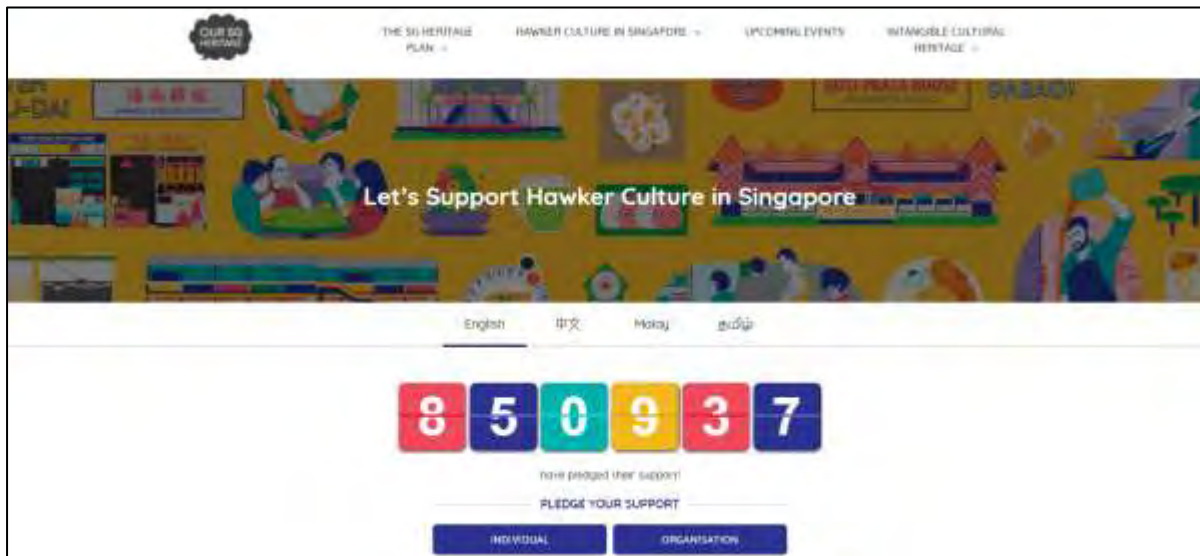 OUR SG
HERITAGE
THE SG HERITAGE
PLAN
HAWKER CULTURE IN SINGAPORE
UPCOMING EVENTS
INTANGIBLE CULTURAL
HERITAGE
DABAO!
Let's Support Hawker Culture in Singapore
English
中文
Malay
தமிழ்
850937
have pledged their support!
PLEDGE YOUR SUPPORT
INDIVIDUAL
ORGANISATION